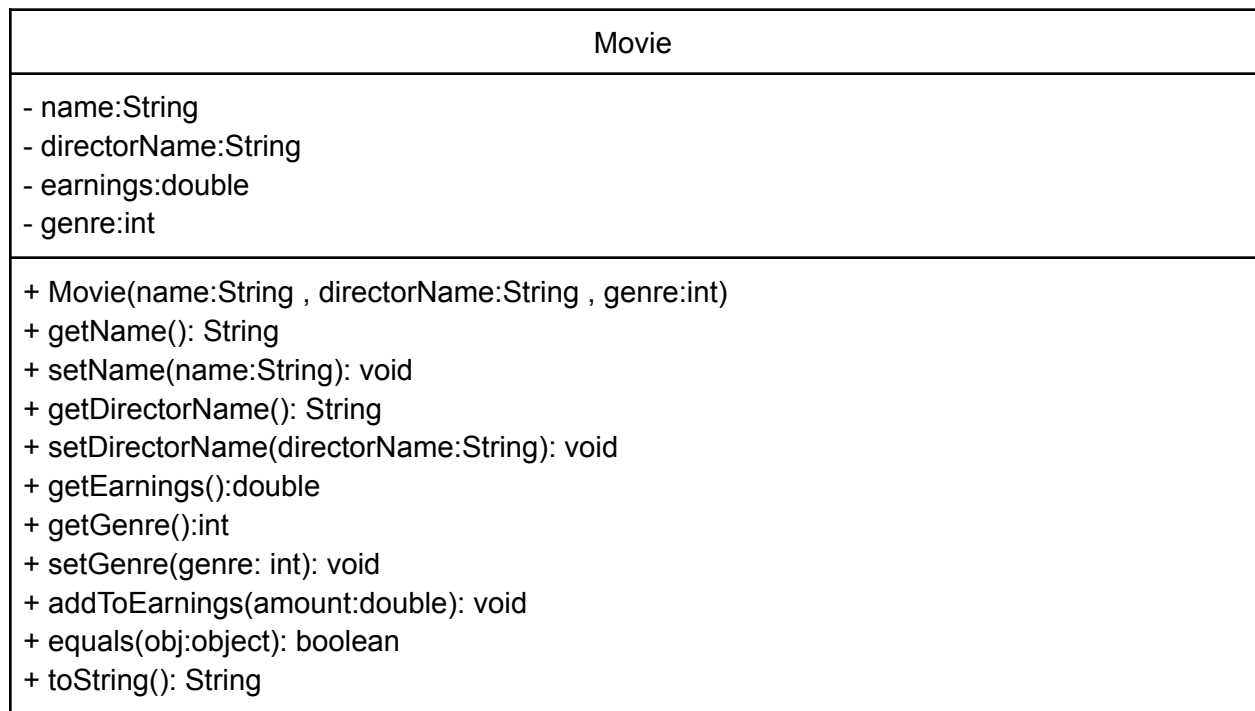 Movie
- name:String
- directorName:String
- earnings:double
- genre:int
+ Movie(name:String , directorName:String , genre:int)
+ getName(): String
+ setName(name:String): void
+ getDirectorName(): String
+ setDirectorName(directorName:String): void
+ getEarnings():double
+ getGenre():int
+ setGenre(genre: int): void
+ addToEarnings(amount:double): void
+ equals(obj:object): boolean
+ toString(): String